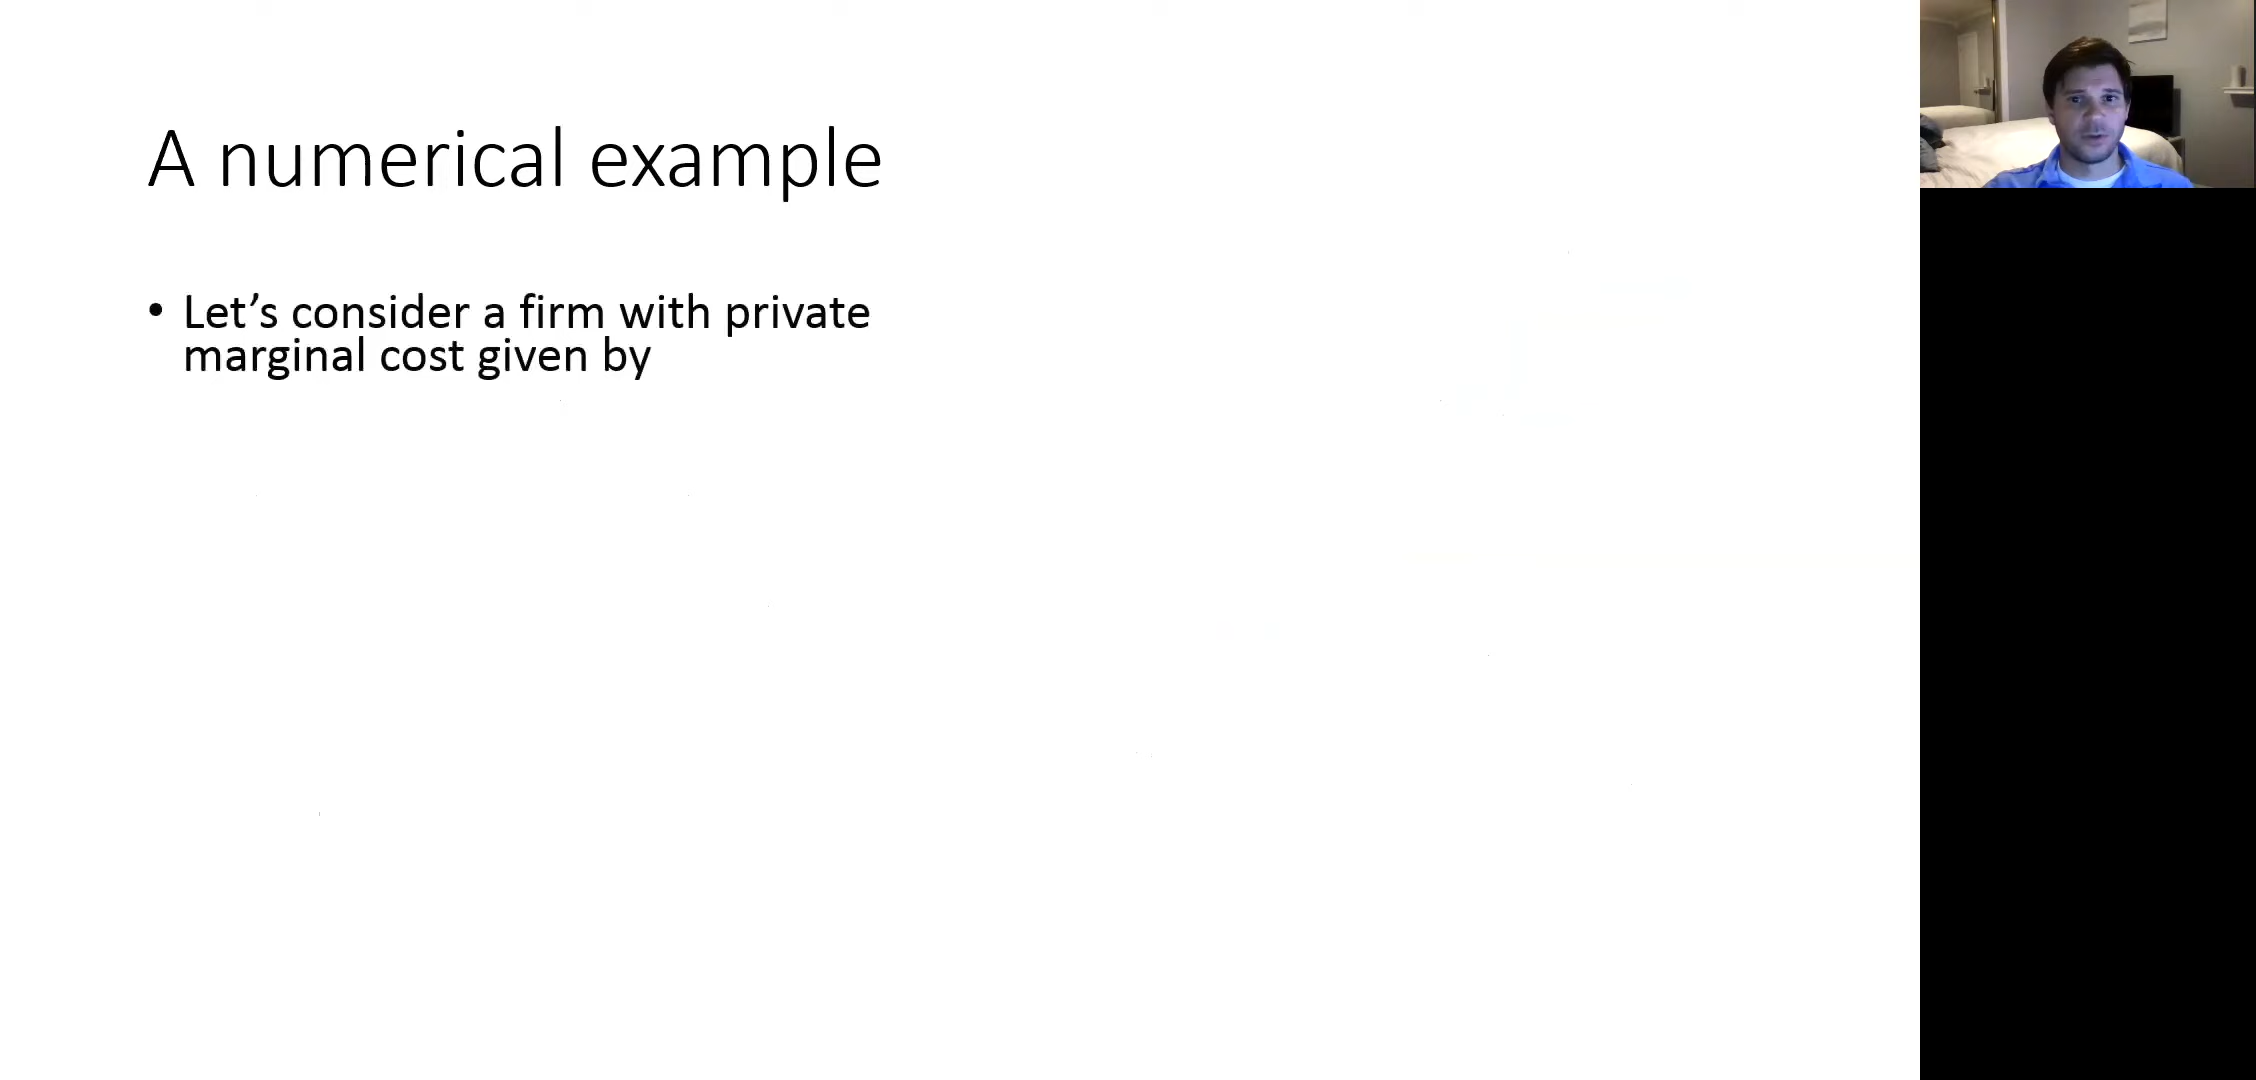 A numerical example
• Let’s consider a firm with private
marginal cost given by